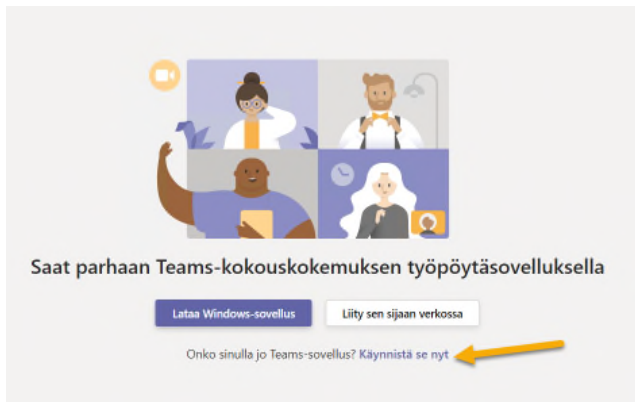 Saat parhaan Teams-kokouskokemuksen työpöytäsovelluksella
Lataa Windows-sovellus
Liity sen sijaan verkossa
Onko sinulla jo Teams-sovellus? Käynnistä se nyt